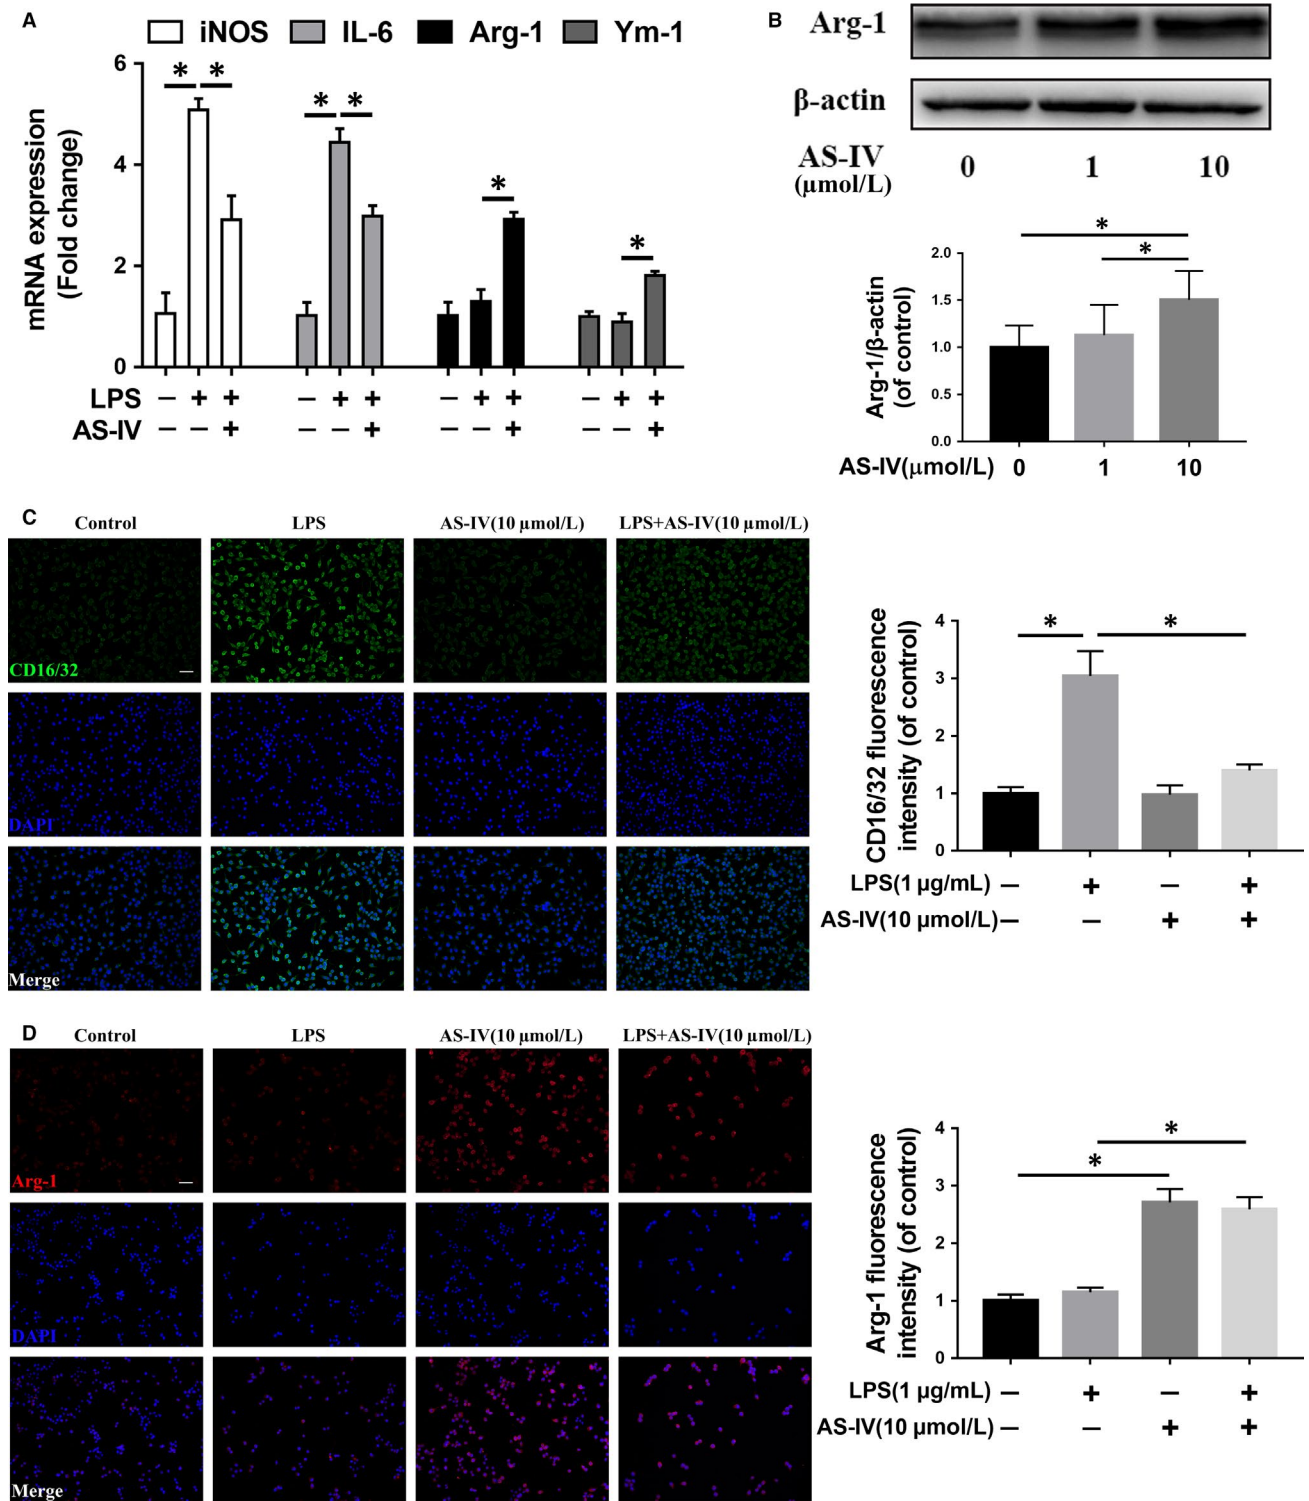 A
iNOS IL-6 Arg-1 Ym-1
mRNA expression
(Fold change)
6
4
2
0
* * * * * *
LPS − + + − + + − + + − + +
AS-IV − − + − − + − − + − − +
B
Arg-1
β-actin
AS-IV 0 1 10
(μmol/L)
Arg-1/β-actin
(of control)
2.0
1.5
1.0
0.5
0.0
*
*
AS-IV(μmol/L) 0 1 10
C
Control LPS AS-IV(10 μmol/L) LPS+AS-IV(10 μmol/L)
CD16/32
DAPI
Merge
CD16/32 fluorescence
intensity (of control)
4
3
2
1
0
* *
LPS(1 μg/mL) − + − +
AS-IV(10 μmol/L) − − + +
D
Control LPS AS-IV(10 μmol/L) LPS+AS-IV(10 μmol/L)
Arg-1
DAPI
Merge
Arg-1 fluorescence
intensity (of control)
4
3
2
1
0
*
*
LPS(1 μg/mL) − + − +
AS-IV(10 μmol/L) − − + +